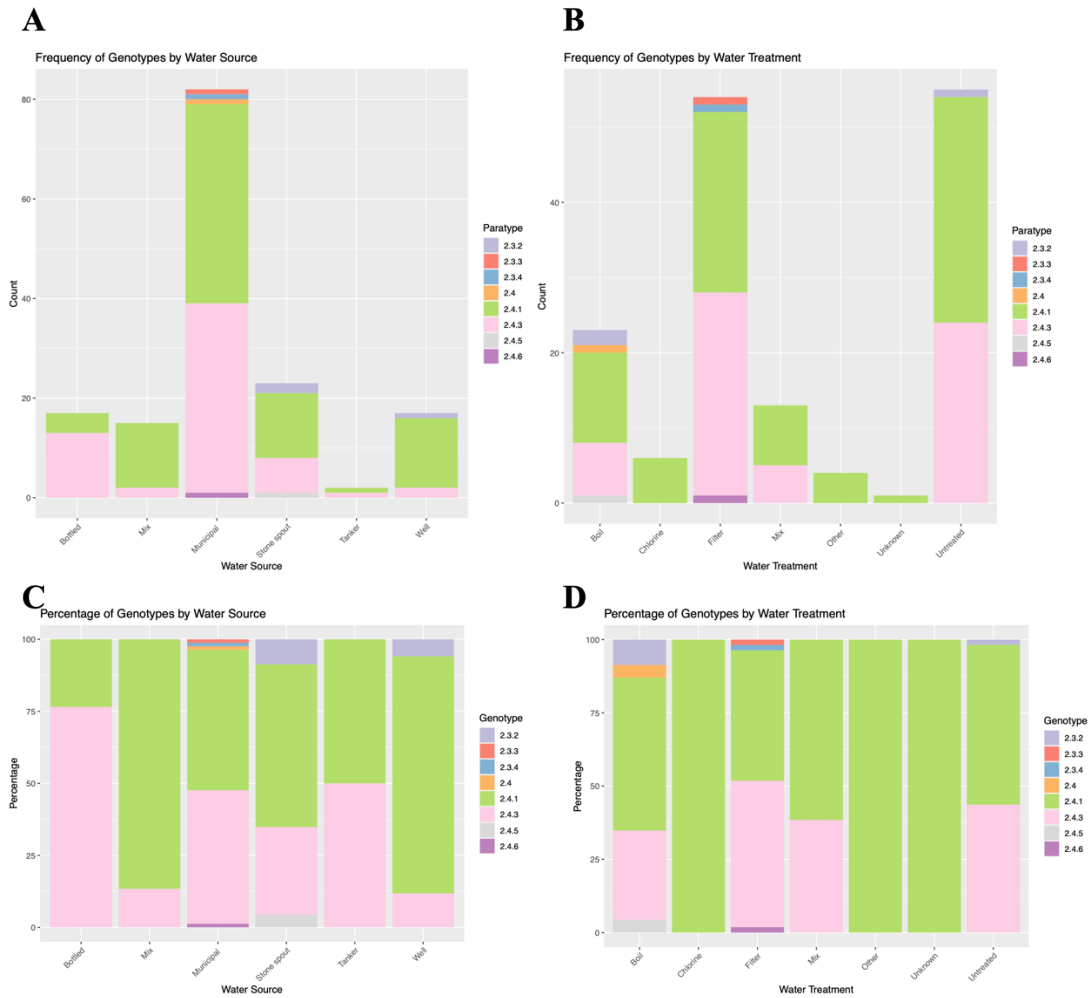 A
Frequency of Genotypes by Water Source
80
60
40
20
0
Count
Bottled
Mix
Municipal
Stone spout
Tanker
Well
Water Source
Paratype
2.3.2
2.3.3
2.3.4
2.4
2.4.1
2.4.3
2.4.5
2.4.6
B
Frequency of Genotypes by Water Treatment
40
20
0
Count
Boil
Chlorine
Filter
Mix
Other
Unknown
Untreated
Water Treatment
Paratype
2.3.2
2.3.3
2.3.4
2.4
2.4.1
2.4.3
2.4.5
2.4.6
C
Percentage of Genotypes by Water Source
100
75
50
25
0
Percentage
Bottled
Mix
Municipal
Stone spout
Tanker
Well
Water Source
Genotype
2.3.2
2.3.3
2.3.4
2.4
2.4.1
2.4.3
2.4.5
2.4.6
D
Percentage of Genotypes by Water Treatment
100
75
50
25
0
Percentage
Boil
Chlorine
Filter
Mix
Other
Unknown
Untreated
Water Treatment
Genotype
2.3.2
2.3.3
2.3.4
2.4
2.4.1
2.4.3
2.4.5
2.4.6